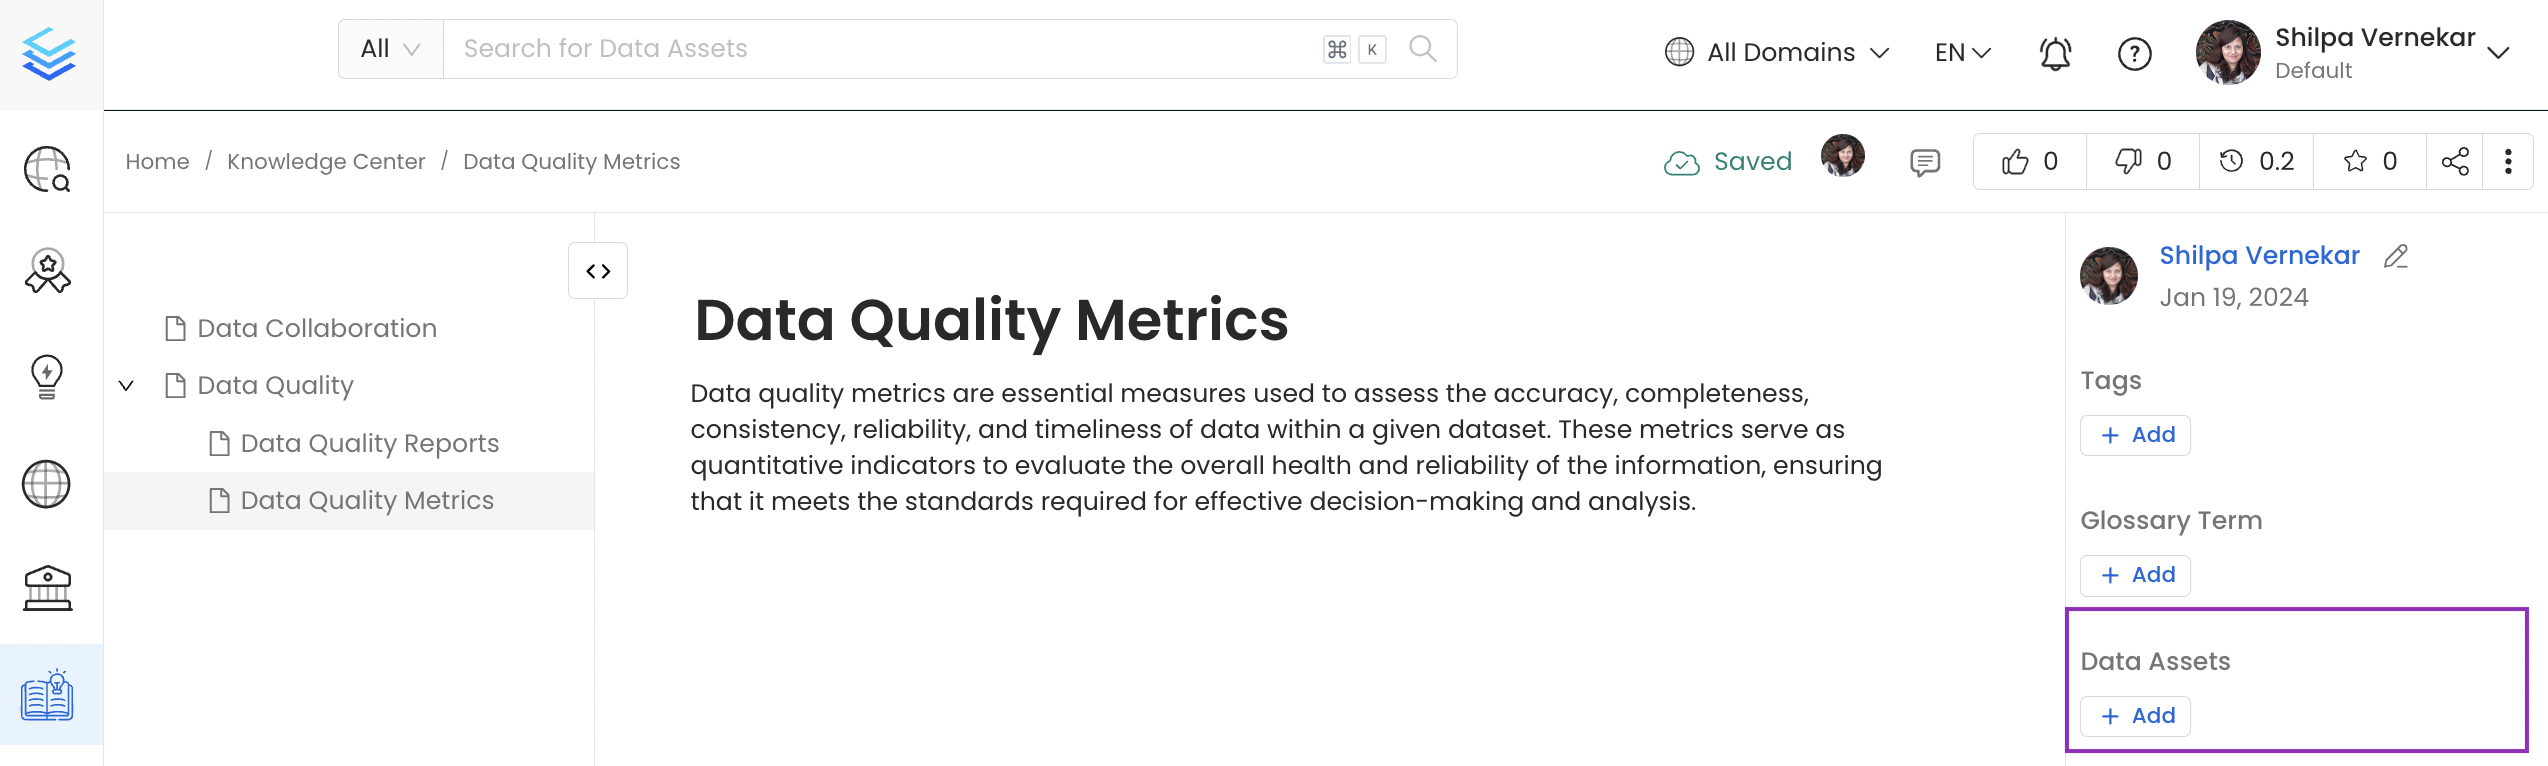 All
Search for Data Assets
⌘ K
All Domains
EN
Shilpa Vernekar
Default
Home / Knowledge Center / Data Quality Metrics
Saved
0
0
0.2
0
Data Collaboration
Data Quality
Data Quality Reports
Data Quality Metrics
Data Quality Metrics
Data quality metrics are essential measures used to assess the accuracy, completeness,
consistency, reliability, and timeliness of data within a given dataset. These metrics serve as
quantitative indicators to evaluate the overall health and reliability of the information, ensuring
that it meets the standards required for effective decision-making and analysis.
Shilpa Vernekar
Jan 19, 2024
Tags
+ Add
Glossary Term
+ Add
Data Assets
+ Add